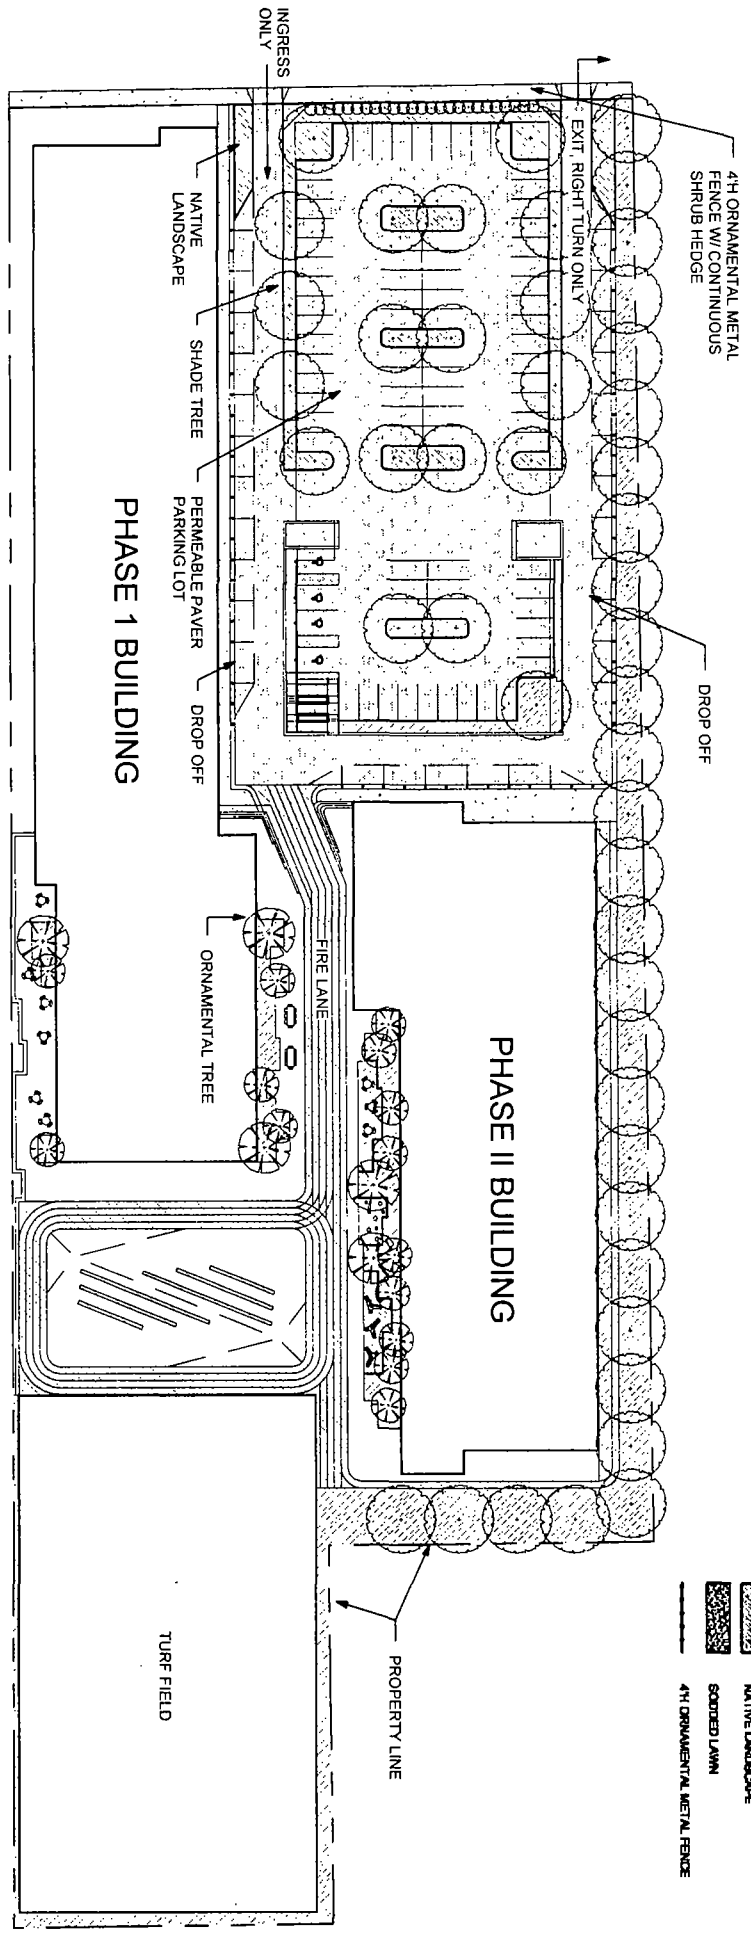 INGRESS
ONLY
EXIT, RIGHT TURN ONLY
4'H ORNAMENTAL METAL
FENCE W/ CONTINUOUS
SHRUB HEDGE
NATIVE
LANDSCAPE
SHADE TREE
PERMEABLE PAVER
PARKING LOT
DROP OFF
DROP OFF
PHASE 1 BUILDING
ORNAMENTAL TREE
FIRE LANE
PHASE II BUILDING
TURF FIELD
PROPERTY LINE
NATIVE LANDSCAPE
SODDED LAWN
4'H ORNAMENTAL METAL FENCE